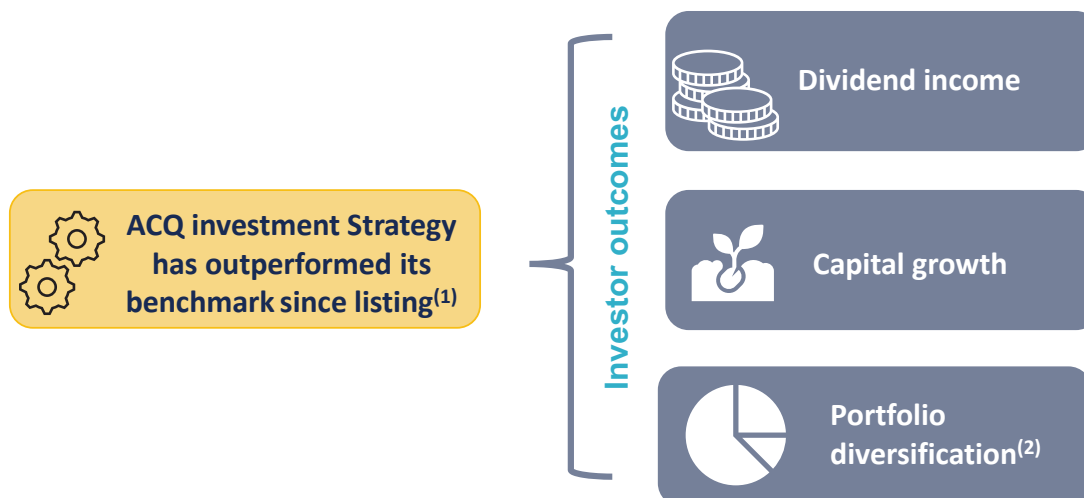 ACQ investment Strategy
has outperformed its
benchmark since listing(1)
Investor outcomes
Dividend income
Capital growth
Portfolio
diversification(2)